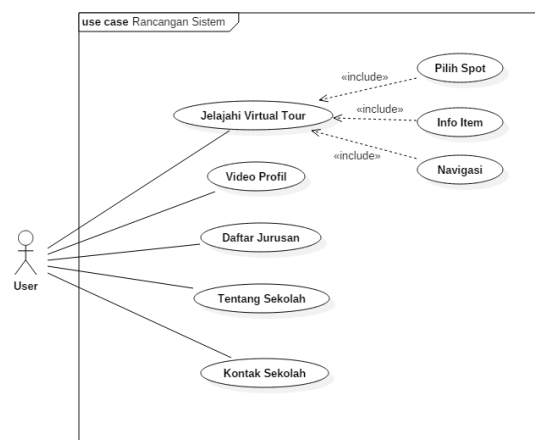 use case Rancangan Sistem
Pilih Spot
«include»
Jelajahi Virtual Tour
«include»
Info Item
«include»
Navigasi
Video Profil
Daftar Jurusan
User
Tentang Sekolah
Kontak Sekolah